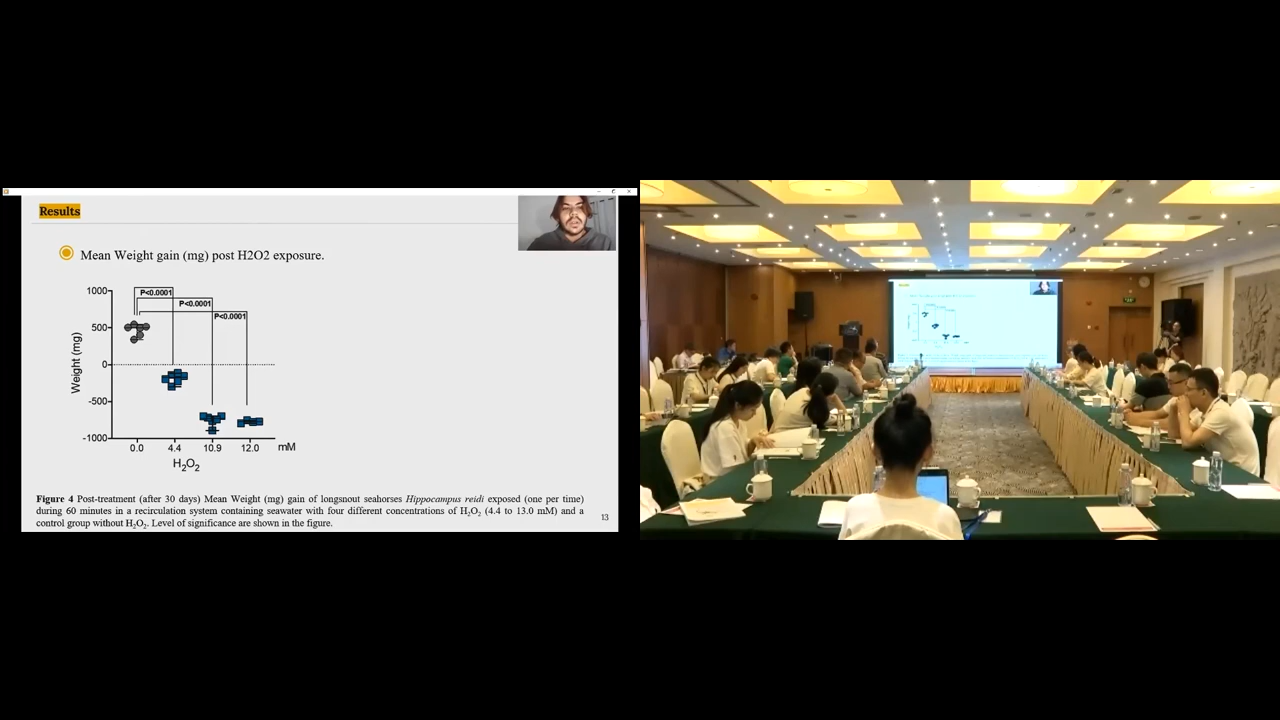 Results
Mean Weight gain (mg) post H2O2 exposure.
P<0.0001
P<0.0001
P<0.0001
1000
500
0
-500
-1000
Weight (mg)
0.0 4.4 10.9 12.0 mM
H₂O₂
Figure 4 Post-treatment (after 30 days) Mean Weight (mg) gain of longsnout seahorses Hippocampus reidi exposed (one per time)
during 60 minutes in a recirculation system containing seawater with four different concentrations of H₂O₂ (4.4 to 13.0 mM) and a
control group without H₂O₂. Level of significance are shown in the figure.
13
Results